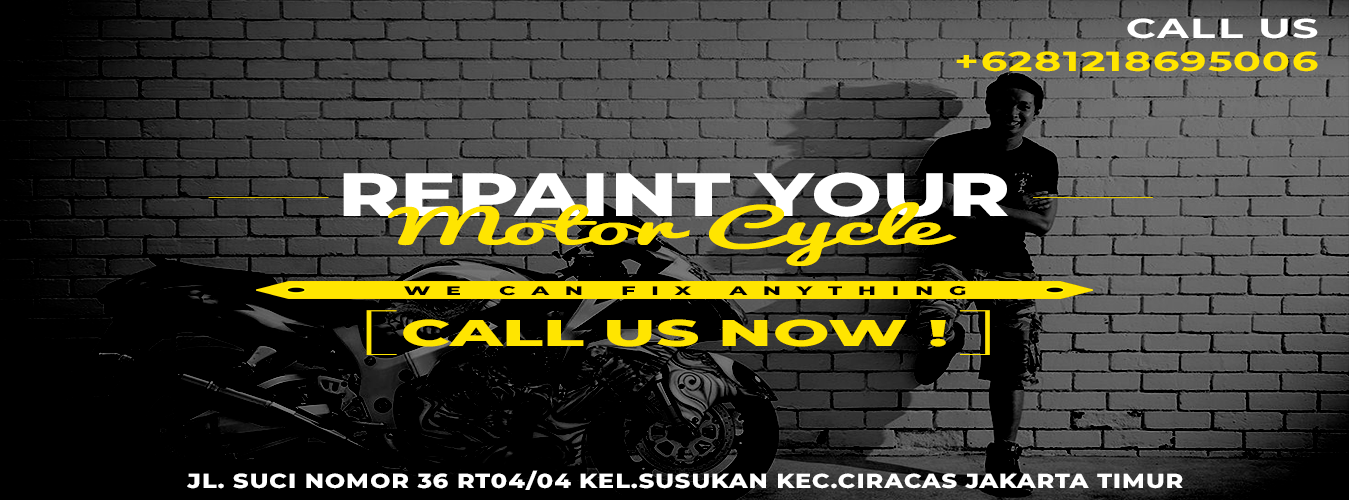 CALL US
+6281218695006
REPAINT YOUR
Motor Cycle
WE CAN FIX ANYTHING
[CALL US NOW !]
JL. SUCI NOMOR 36 RT04/04 KEL.SUSUKAN KEC.CIRACAS JAKARTA TIMUR